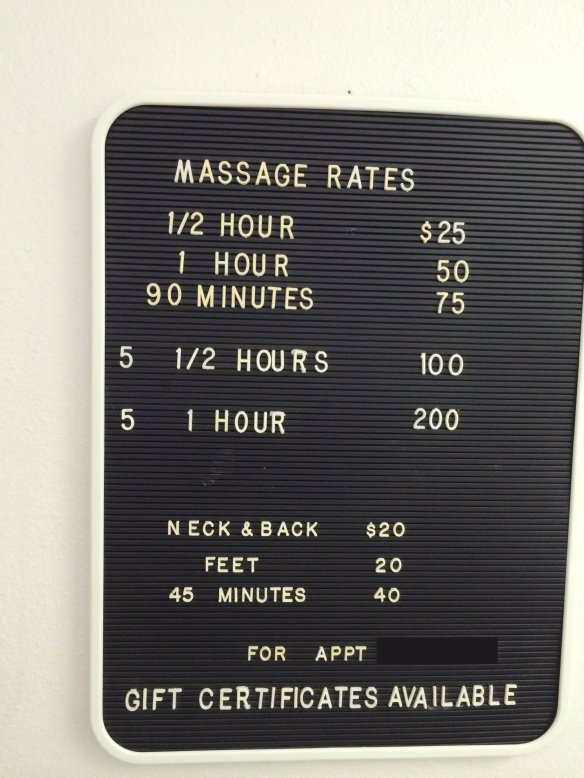 MASSAGE RATES
1/2 HOUR $25
1 HOUR 50
90 MINUTES 75
5 1/2 HOURS 100
5 1 HOUR 200
NECK & BACK $20
FEET 20
45 MINUTES 40
FOR APPT
GIFT CERTIFICATES AVAILABLE